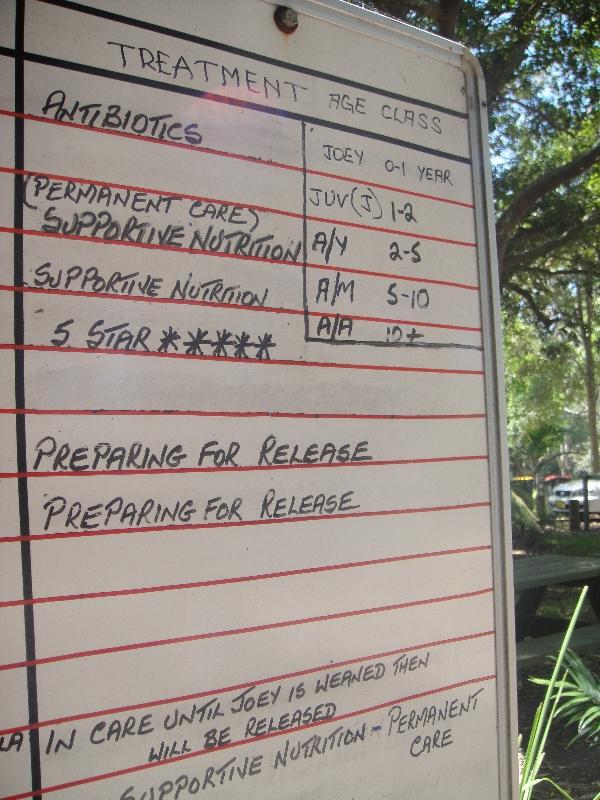 TREATMENT AGE CLASS
ANTIBIOTICS
JOEY 0-1 YEAR
(PERMANENT CARE) JUV(J) 1-2
SUPPORTIVE NUTRITION A/Y 2-5
SUPPORTIVE NUTRITION A/M 5-10
5 STAR ***** A/A 10+
PREPARING FOR RELEASE
PREPARING FOR RELEASE
LA IN CARE UNTIL JOEY IS WEANED THEN
WILL BE RELEASED
SUPPORTIVE NUTRITION - PERMANENT
CARE